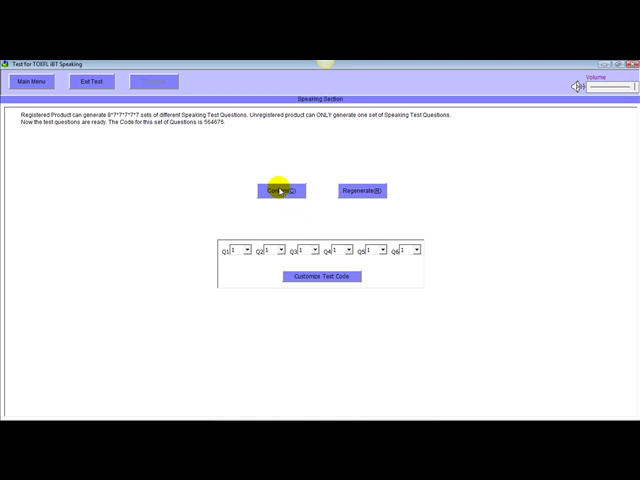 Test for TOEFL iBT Speaking
Main Menu
Exit Test
Volume
Speaking Section
Registered Product can generate 8*7*7*7*7*7 sets of different Speaking Test Questions. Unregistered product can ONLY generate one set of Speaking Test Questions.
Now the test questions are ready. The Code for this set of Questions is 564675.
Regenerate(R)
Q1 1 Q2 1 Q3 1 Q4 1 Q5 1 Q6 1
Customize Test Code